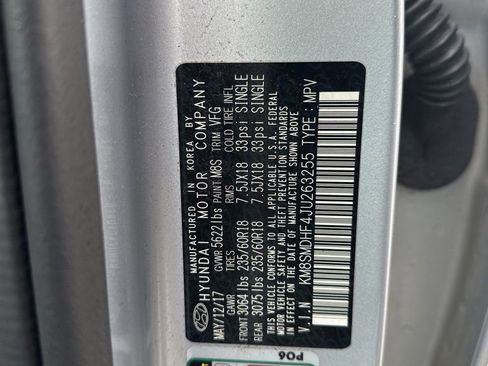 MANUFACTURED IN KOREA BY
HYUNDAI MOTOR COMPANY
MAY/12/17 GVWR 5622 lbs PAINT M8S TRIM VFG
GAWR TIRES RIMS COLD TIRE INFL
FRONT 3064 lbs 235/60R18 7.5JX18 33psi SINGLE
REAR 3075 lbs 235/60R18 7.5JX18 33psi SINGLE
THIS VEHICLE CONFORMS TO ALL APPLICABLE U.S.A. FEDERAL
MOTOR VEHICLE SAFETY AND THEFT PREVENTION STANDARDS
IN EFFECT ON THE DATE OF MANUFACTURE SHOWN ABOVE
V.I.N KM8SMDHF4JU263255 TYPE: MPV
P06